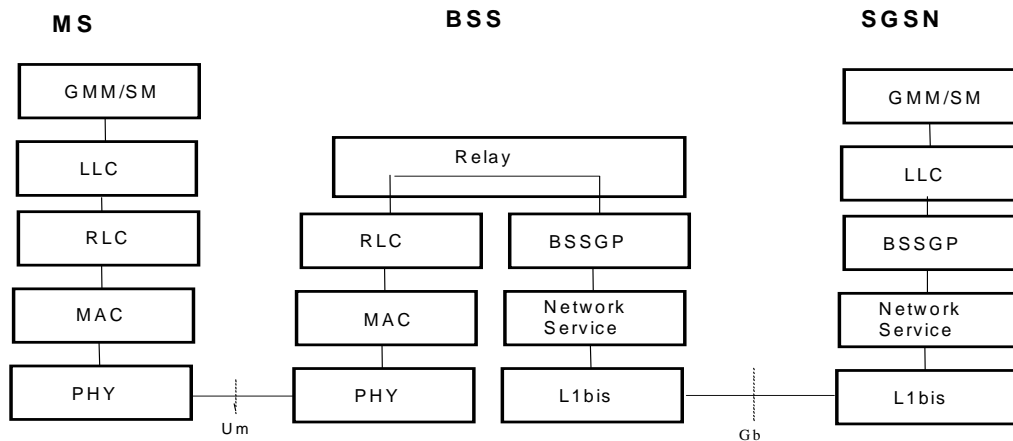 MS
BSS
SGSN
GMM/SM
GMM/SM
Relay
LLC
LLC
RLC
RLC
BSSGP
BSSGP
MAC
MAC
Network
Service
Network
Service
PHY
PHY
L1bis
L1bis
Um
Gb